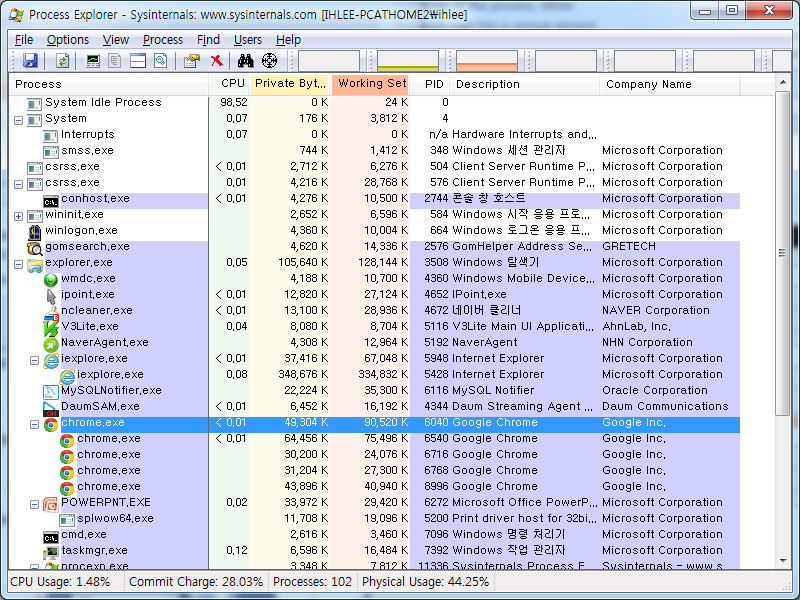 Process Explorer - Sysinternals: www.sysinternals.com [IHLEE-PCATHOME2₩ihlee]
File Options View Process Find Users Help
Process CPU Private Byt,,, Working Set PID Description Company Name
System Idle Process 98,52 0 K 24 K 0
System 0,07 176 K 3,812 K 4
Interrupts 0,07 0 K 0 K n/a Hardware Interrupts and,,,
smss,exe 744 K 1,412 K 348 Windows 세션 관리자 Microsoft Corporation
csrss,exe < 0,01 2,712 K 6,276 K 504 Client Server Runtime P,,, Microsoft Corporation
csrss,exe 0,01 4,216 K 28,768 K 576 Client Server Runtime P,,, Microsoft Corporation
conhost,exe < 0,01 4,276 K 10,500 K 2744 콘솔 창 호스트 Microsoft Corporation
wininit,exe 2,652 K 6,596 K 584 Windows 시작 응용 프로,,, Microsoft Corporation
winlogon,exe 4,360 K 10,004 K 664 Windows 로그온 응용 프,,, Microsoft Corporation
gomsearch,exe 4,620 K 14,336 K 2576 GomHelper Address Se,,, GRETECH
explorer,exe 0,05 105,640 K 128,144 K 3508 Windows 탐색기 Microsoft Corporation
wmdc,exe 4,188 K 10,700 K 4360 Windows Mobile Device,,, Microsoft Corporation
ipoint,exe < 0,01 12,820 K 27,124 K 4652 IPoint,exe Microsoft Corporation
ncleaner,exe < 0,01 13,100 K 28,936 K 4672 네이버 클리너 NAVER Corporation
V3Lite,exe 0,04 8,080 K 8,704 K 5116 V3Lite Main UI Applicati,,, AhnLab, Inc,
NaverAgent,exe 4,308 K 12,964 K 5192 NaverAgent NHN Corporation
iexplore,exe < 0,01 37,416 K 67,048 K 5948 Internet Explorer Microsoft Corporation
iexplore,exe 0,08 348,676 K 334,832 K 5428 Internet Explorer Microsoft Corporation
MySQLNotifier,exe 22,224 K 35,300 K 6116 MySQL Notifier Oracle Corporation
DaumSAM,exe < 0,01 6,452 K 16,192 K 4344 Daum Streaming Agent ,,, Daum Communications
chrome,exe < 0,01 49,304 K 90,520 K 6040 Google Chrome Google Inc,
chrome,exe < 0,01 64,456 K 75,496 K 6540 Google Chrome Google Inc,
chrome,exe 30,200 K 24,076 K 6716 Google Chrome Google Inc,
chrome,exe 31,204 K 27,300 K 6768 Google Chrome Google Inc,
chrome,exe 43,896 K 40,940 K 8996 Google Chrome Google Inc,
POWERPNT,EXE 0,02 33,972 K 29,420 K 6272 Microsoft Office PowerP,,, Microsoft Corporation
splwow64,exe 11,708 K 19,096 K 5200 Print driver host for 32bi,,, Microsoft Corporation
cmd,exe 2,616 K 3,460 K 7096 Windows 명령 처리기 Microsoft Corporation
taskmgr,exe 0,12 6,596 K 16,484 K 7392 Windows 작업 관리자 Microsoft Corporation
procexp,exe 3,348 K 7,812 K 11336 Sysinternals Process E,,, Sysinternals - www,s,,,
CPU Usage: 1.48% Commit Charge: 28.03% Processes: 102 Physical Usage: 44.25%